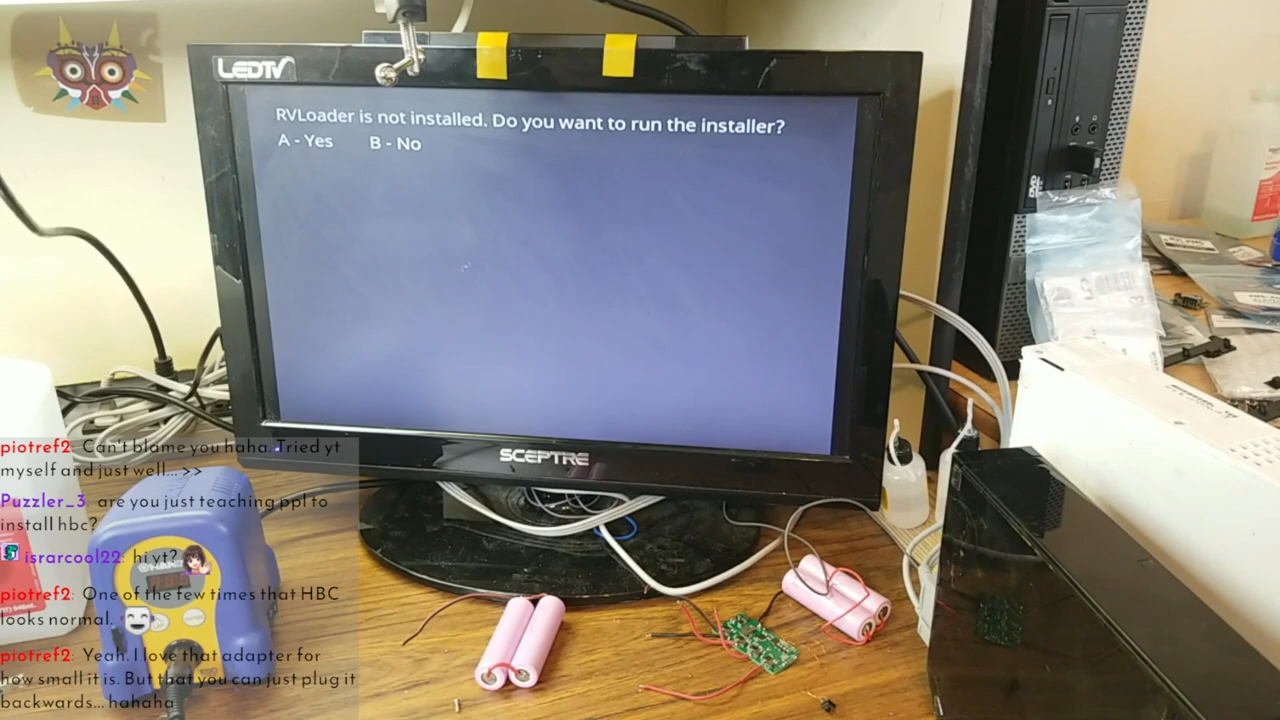 LEDTV
RVLoader is not installed. Do you want to run the installer?
A - Yes B - No
SCEPTRE
piotref2: Can't blame you haha. Tried yt
myself and just well... >>
Puzzler_3: are you just teaching ppl to
install hbc?
israrcool22: hi yt?
piotref2: One of the few times that HBC
looks normal.
piotref2: Yeah. I love that adapter for
how small it is. But that you can just plug it
backwards... hahaha